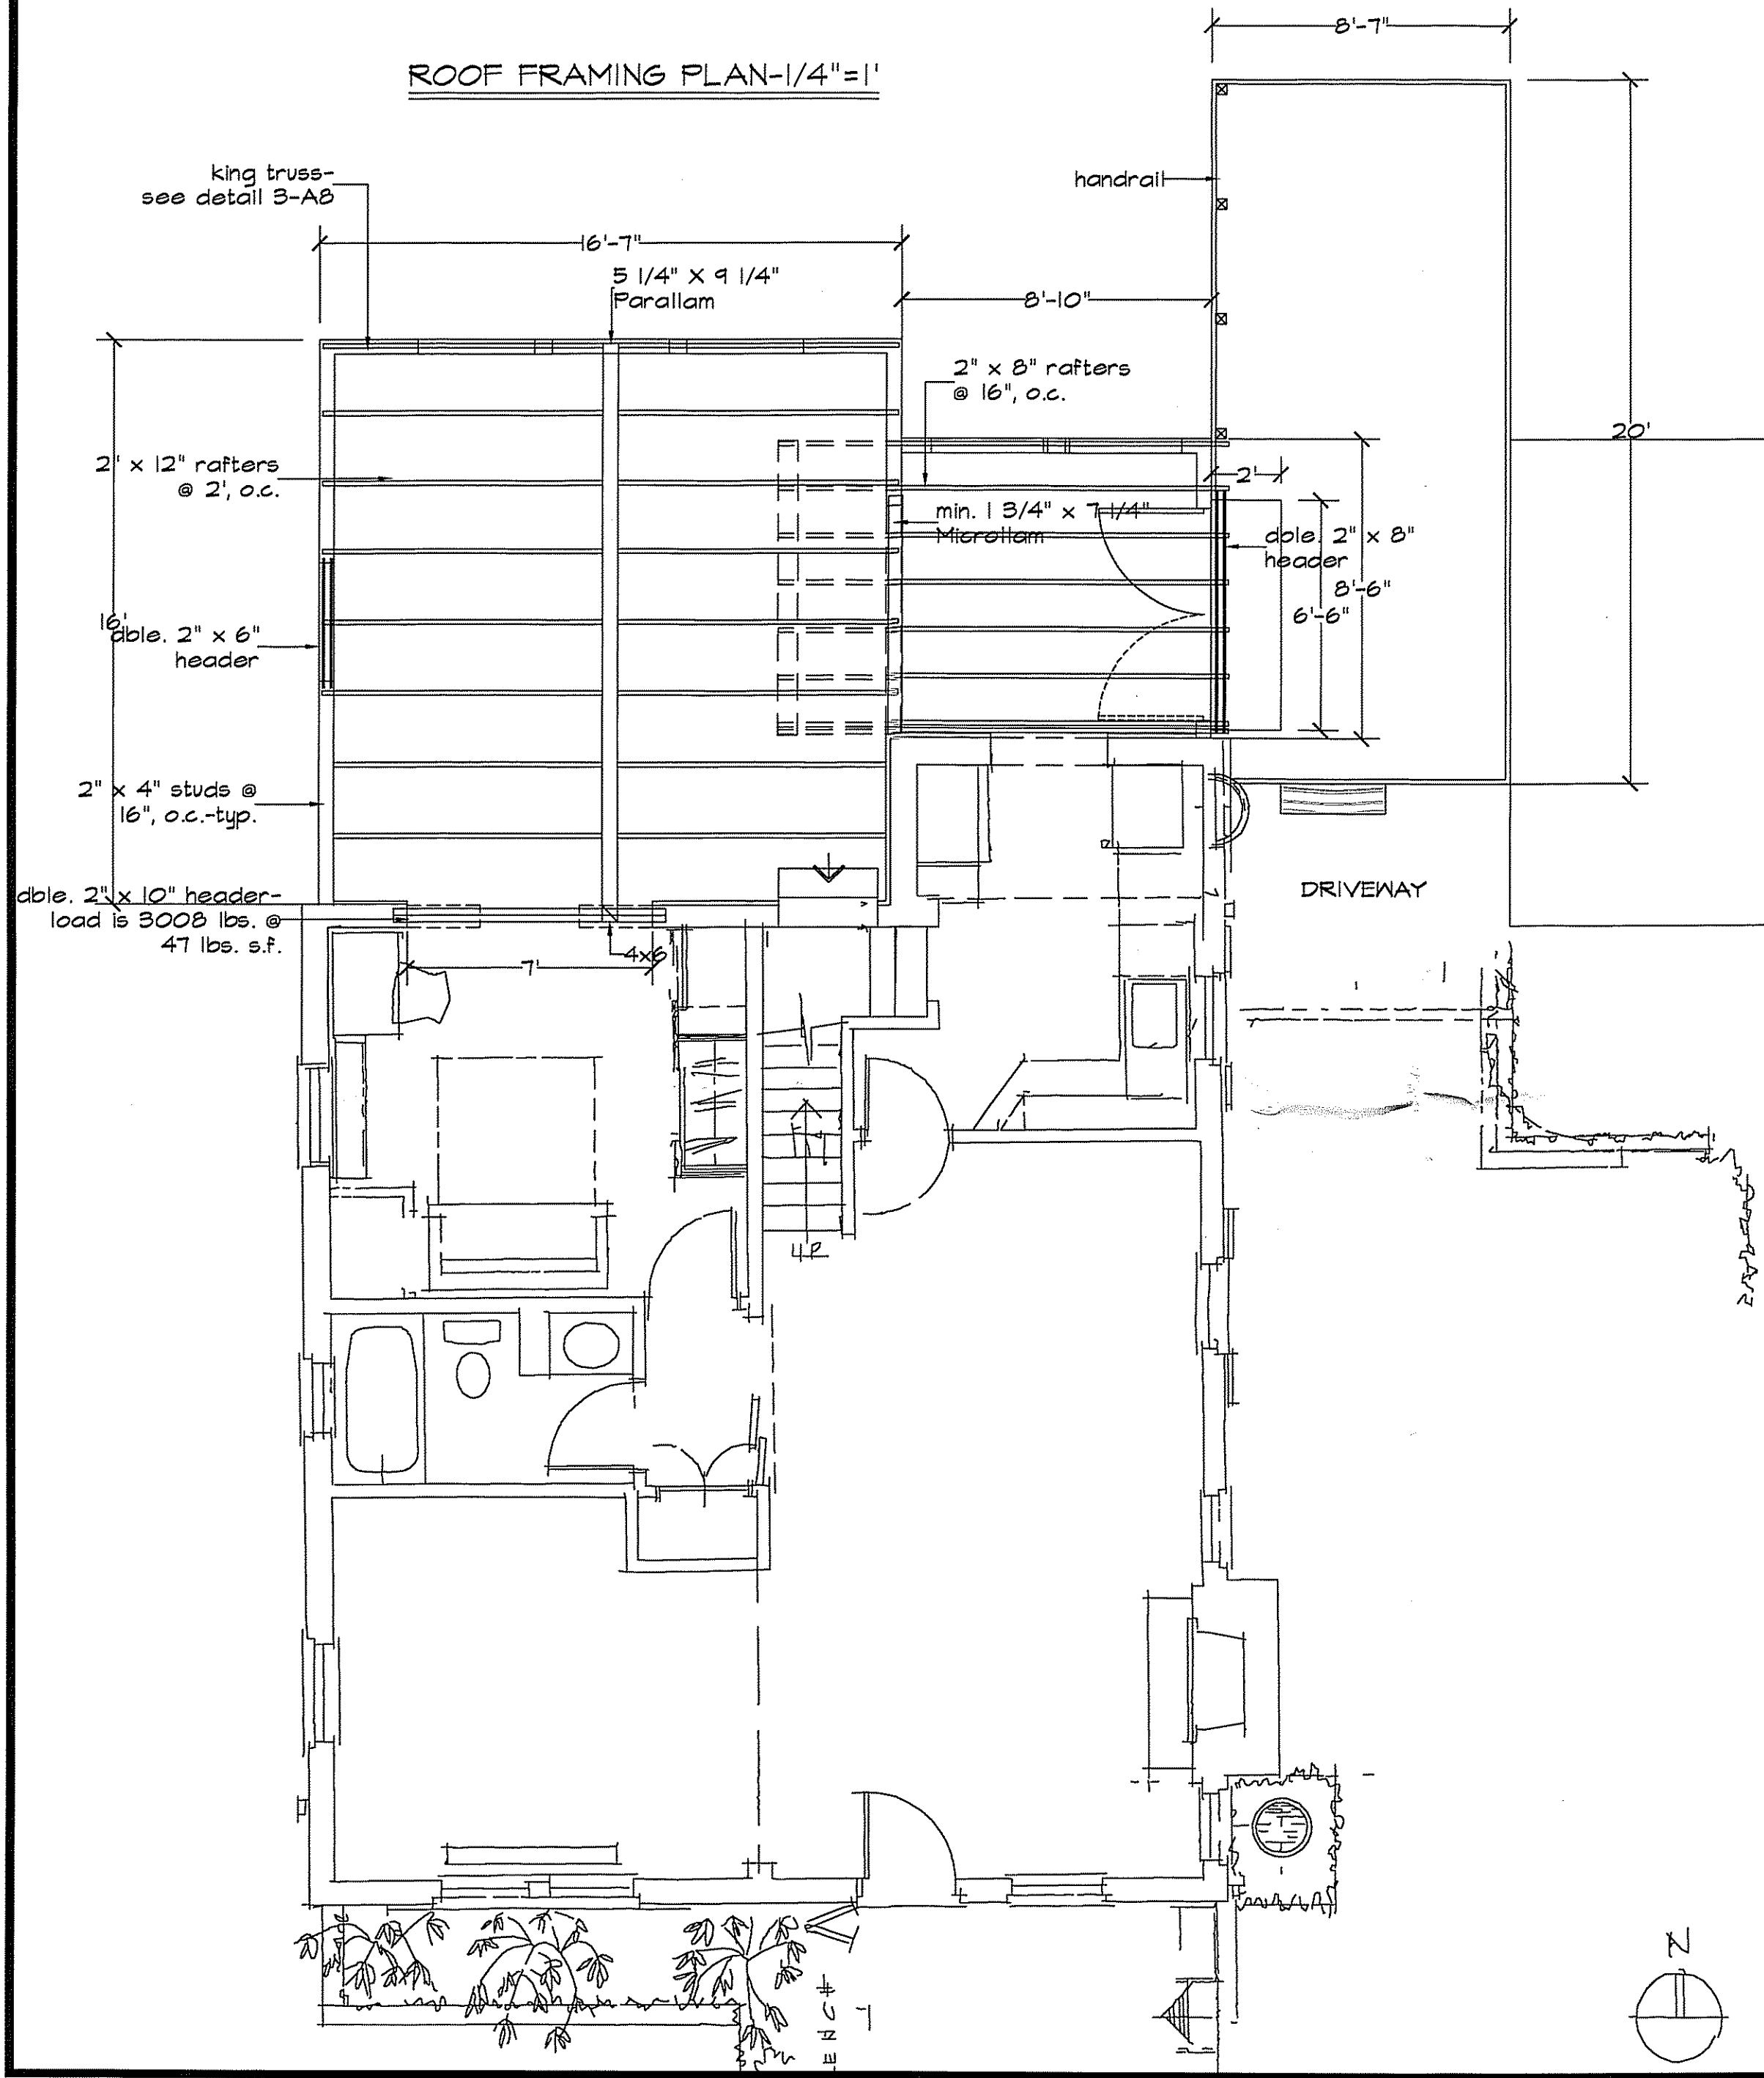 8'-7"
ROOF FRAMING PLAN-1/4"=1'
king truss-
see detail 3-A8
handrail
16'-7"
5 1/4" X 9 1/4"
Parallam
8'-10"
2" x 8" rafters
@ 16", o.c.
20'
2' x 12" rafters
@ 2', o.c.
2'
min. 1 3/4" x 7 1/4"
Microllam
dble. 2" x 8"
header
8'-6"
6'-6"
16'
dble. 2" x 6"
header
2" x 4" studs @
16", o.c.-typ.
DRIVEWAY
dble. 2" x 10" header-
load is 3008 lbs. @
47 lbs. s.f.
4x6
7'
UP
N